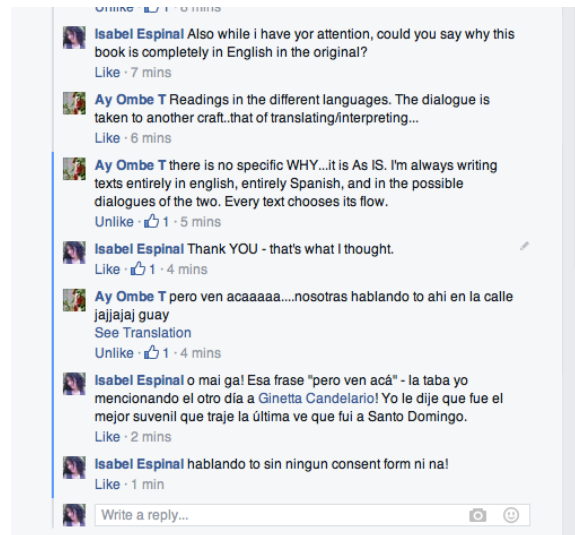 Unlike · 1 · 8 mins
Isabel Espinal Also while i have yor attention, could you say why this
book is completely in English in the original?
Like · 7 mins
Ay Ombe T Readings in the different languages. The dialogue is
taken to another craft..that of translating/interpreting...
Like · 6 mins
Ay Ombe T there is no specific WHY...it is As IS. I'm always writing
texts entirely in english, entirely Spanish, and in the possible
dialogues of the two. Every text chooses its flow.
Unlike · 1 · 5 mins
Isabel Espinal Thank YOU - that's what I thought.
Like · 1 · 4 mins
Ay Ombe T pero ven acaaaaa....nosotras hablando to ahi en la calle
jajjajaj guay
See Translation
Unlike · 1 · 4 mins
Isabel Espinal o mai ga! Esa frase "pero ven acá" - la taba yo
mencionando el otro día a Ginetta Candelario! Yo le dije que fue el
mejor suvenil que traje la última ve que fui a Santo Domingo.
Like · 2 mins
Isabel Espinal hablando to sin ningun consent form ni na!
Like · 1 min
Write a reply...